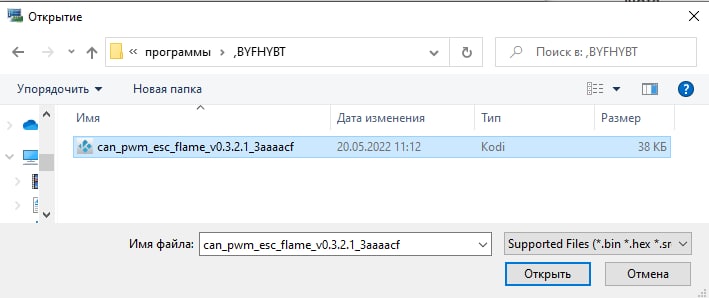 Открытие
« программы › ,BYFHYBT
Поиск в: ,BYFHYBT
Упорядочить Новая папка
Имя Дата изменения Тип Размер
can_pwm_esc_flame_v0.3.2.1_3aaaacf 20.05.2022 11:12 Kodi 38 КБ
Имя файла: can_pwm_esc_flame_v0.3.2.1_3aaaacf Supported Files (*.bin *.hex *.sr
Открыть Отмена